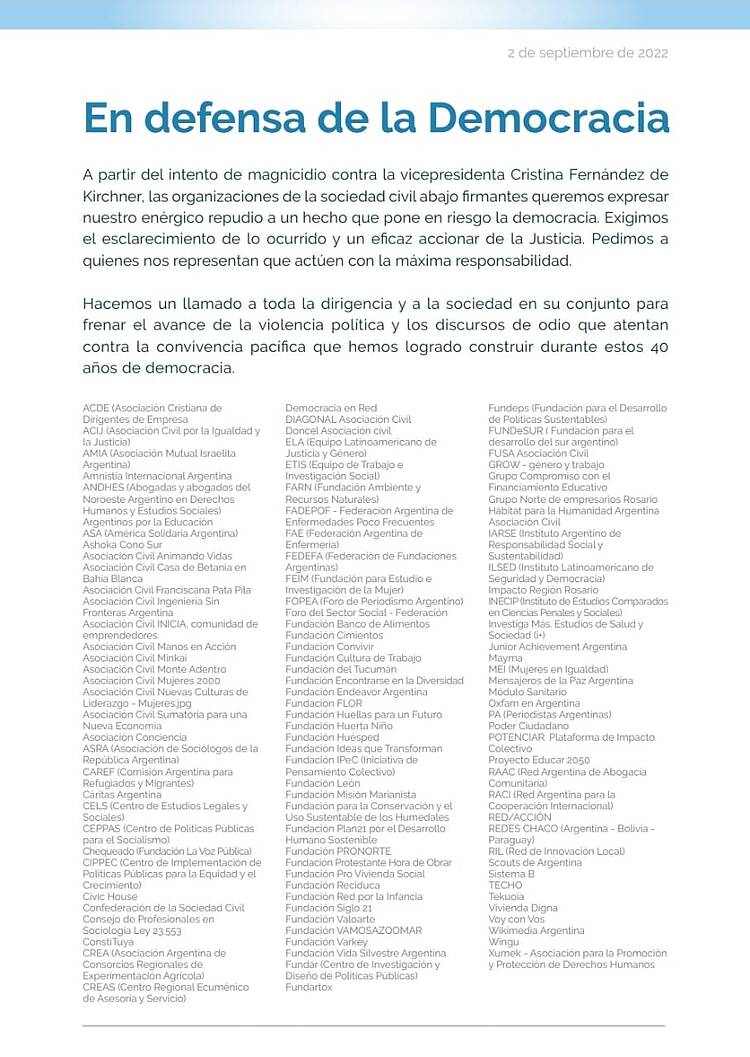 2 de septiembre de 2022
En defensa de la Democracia
A partir del intento de magnicidio contra la vicepresidenta Cristina Fernández de
Kirchner, las organizaciones de la sociedad civil abajo firmantes queremos expresar
nuestro enérgico repudio a un hecho que pone en riesgo la democracia. Exigimos
el esclarecimiento de lo ocurrido y un eficaz accionar de la Justicia. Pedimos a
quienes nos representan que actúen con la máxima responsabilidad.
Hacemos un llamado a toda la dirigencia y a la sociedad en su conjunto para
frenar el avance de la violencia política y los discursos de odio que atentan
contra la convivencia pacífica que hemos logrado construir durante estos 40
años de democracia.
ACDE (Asociación Cristiana de
Dirigentes de Empresa
ACIJ (Asociación Civil por la Igualdad y
la Justicia)
AMIA (Asociación Mutual Israelita
Argentina)
Amnistía Internacional Argentina
ANDHES (Abogadas y abogados del
Noroeste Argentino en Derechos
Humanos y Estudios Sociales)
Argentinos por la Educación
ASA (América Solidaria Argentina)
Ashoka Cono Sur
Asociación Civil Animando Vidas
Asociación Civil Casa de Betania en
Bahía Blanca
Asociación Civil Franciscana Pata Pila
Asociación Civil Ingeniería Sin
Fronteras Argentina
Asociación Civil INICIA, comunidad de
emprendedores
Asociación Civil Manos en Acción
Asociación Civil Minkai
Asociación Civil Monte Adentro
Asociación Civil Mujeres 2000
Asociación Civil Nuevas Culturas de
Liderazgo - Mujeres.jpg
Asociación Civil Sumatoria para una
Nueva Economía
Asociación Conciencia
ASRA (Asociación de Sociólogos de la
República Argentina)
CAREF (Comisión Argentina para
Refugiados y Migrantes)
Cáritas Argentina
CELS (Centro de Estudios Legales y
Sociales)
CEPPAS (Centro de Políticas Públicas
para el Socialismo)
Chequeado (Fundación La Voz Pública)
CIPPEC (Centro de Implementación de
Políticas Públicas para la Equidad y el
Crecimiento)
Civic House
Confederación de la Sociedad Civil
Consejo de Profesionales en
Sociología Ley 23.553
ConstiTuya
CREA (Asociación Argentina de
Consorcios Regionales de
Experimentación Agrícola)
CREAS (Centro Regional Ecuménico
de Asesoría y Servicio)
Democracia en Red
DIAGONAL Asociación Civil
Doncel Asociación civil
ELA (Equipo Latinoamericano de
Justicia y Género)
ETIS (Equipo de Trabajo e
Investigación Social)
FARN (Fundación Ambiente y
Recursos Naturales)
FADEPOF - Federación Argentina de
Enfermedades Poco Frecuentes
FAE (Federación Argentina de
Enfermería)
FEDEFA (Federación de Fundaciones
Argentinas)
FEIM (Fundación para Estudio e
Investigación de la Mujer)
FOPEA (Foro de Periodismo Argentino)
Foro del Sector Social - Federación
Fundación Banco de Alimentos
Fundación Cimientos
Fundación Convivir
Fundación Cultura de Trabajo
Fundación del Tucumán
Fundación Encontrarse en la Diversidad
Fundación Endeavor Argentina
Fundación FLOR
Fundación Huellas para un Futuro
Fundación Huerta Niño
Fundación Huésped
Fundación Ideas que Transforman
Fundación IPeC (Iniciativa de
Pensamiento Colectivo)
Fundación León
Fundación Misión Marianista
Fundación para la Conservación y el
Uso Sustentable de los Humedales
Fundación Plan21 por el Desarrollo
Humano Sostenible
Fundación PRONORTE
Fundación Protestante Hora de Obrar
Fundación Pro Vivienda Social
Fundación Reciduca
Fundación Red por la Infancia
Fundación Siglo 21
Fundación Valoarte
Fundación VAMOSAZOOMAR
Fundación Varkey
Fundación Vida Silvestre Argentina
Fundar (Centro de Investigación y
Diseño de Políticas Públicas)
Fundartox
Fundeps (Fundación para el Desarrollo
de Políticas Sustentables)
FUNDeSUR ( Fundación para el
desarrollo del sur argentino)
FUSA Asociación Civil
GROW - género y trabajo
Grupo Compromiso con el
Financiamiento Educativo
Grupo Norte de empresarios Rosario
Hábitat para la Humanidad Argentina
Asociación Civil
IARSE (Instituto Argentino de
Responsabilidad Social y
Sustentabilidad)
ILSED (Instituto Latinoamericano de
Seguridad y Democracia)
Impacto Región Rosario
INECIP (Instituto de Estudios Comparados
en Ciencias Penales y Sociales)
Investiga Más, Estudios de Salud y
Sociedad (i+)
Junior Achievement Argentina
Mayma
MEI (Mujeres en Igualdad)
Mensajeros de la Paz Argentina
Módulo Sanitario
Oxfam en Argentina
PA (Periodistas Argentinas)
Poder Ciudadano
POTENCIAR Plataforma de Impacto
Colectivo
Proyecto Educar 2050
RAAC (Red Argentina de Abogacía
Comunitaria)
RACI (Red Argentina para la
Cooperación Internacional)
RED/ACCIÓN
REDES CHACO (Argentina - Bolivia -
Paraguay)
RIL (Red de Innovación Local)
Scouts de Argentina
Sistema B
TECHO
Tekuoia
Vivienda Digna
Voy con Vos
Wikimedia Argentina
Wingu
Xumek - Asociación para la Promoción
y Protección de Derechos Humanos